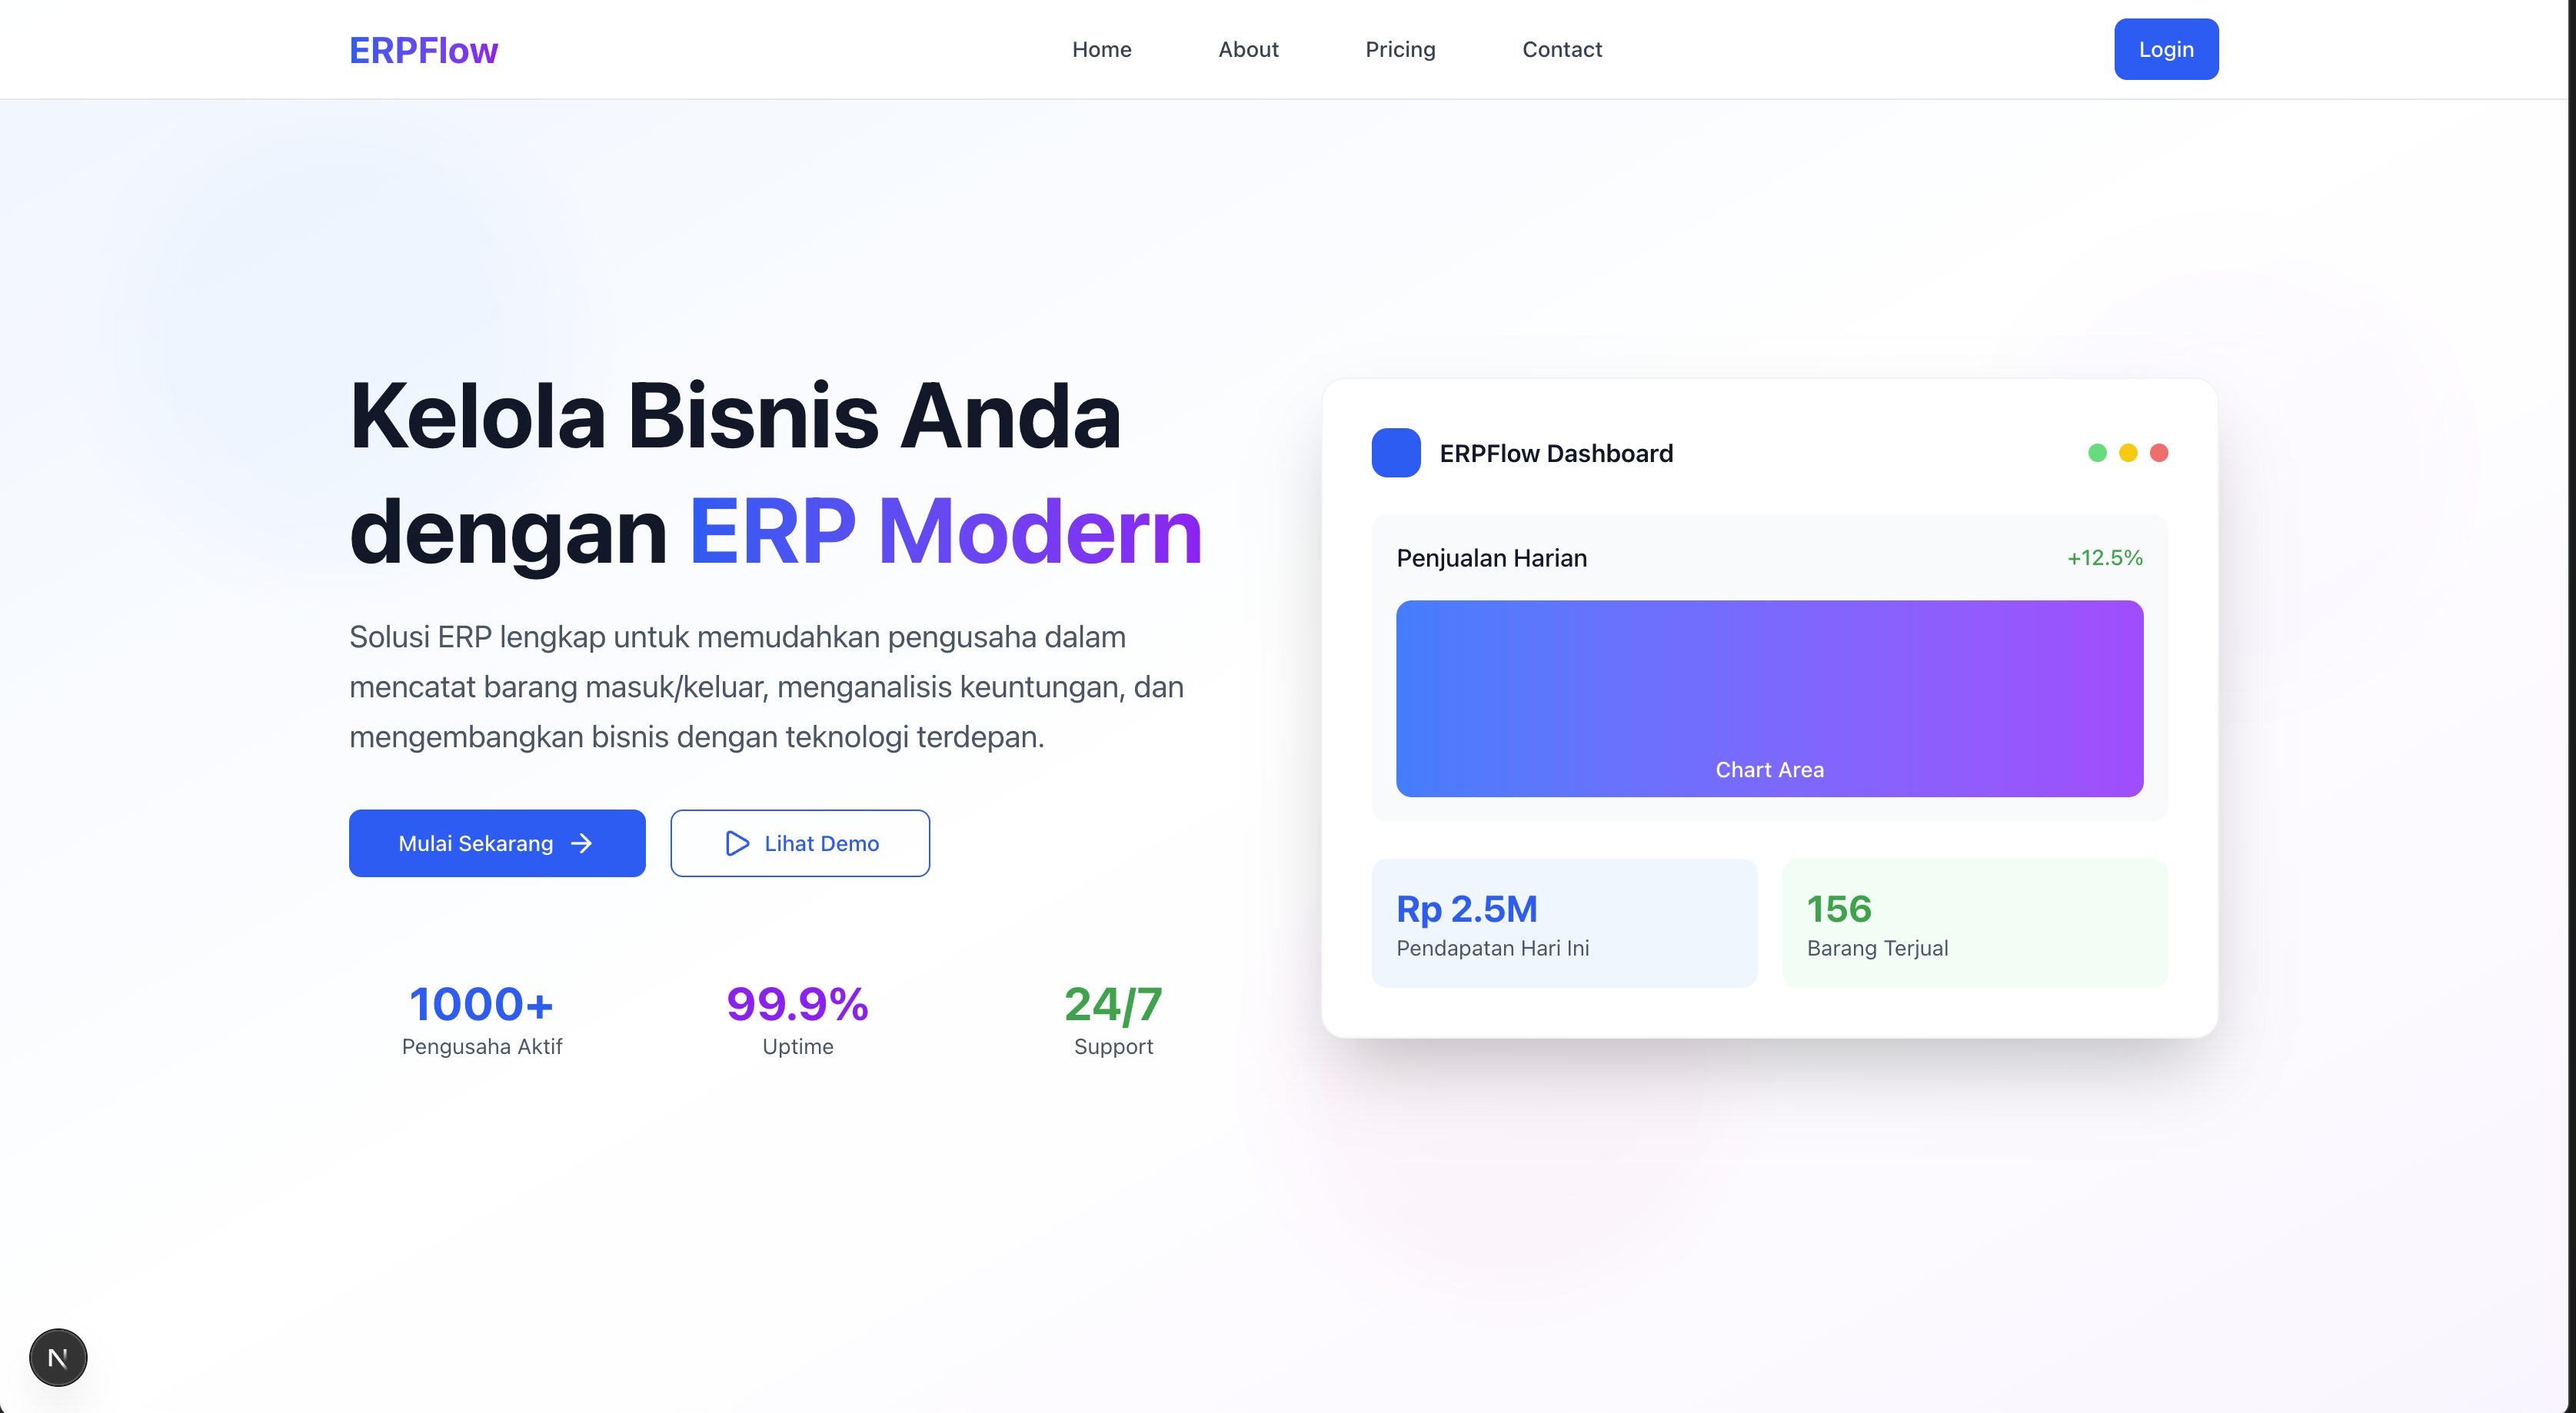 ERPFlow
Home
About
Pricing
Contact
Login
Kelola Bisnis Anda
dengan ERP Modern
Solusi ERP lengkap untuk memudahkan pengusaha dalam
mencatat barang masuk/keluar, menganalisis keuntungan, dan
mengembangkan bisnis dengan teknologi terdepan.
Mulai Sekarang
Lihat Demo
1000+
Pengusaha Aktif
99.9%
Uptime
24/7
Support
ERPFlow Dashboard
Penjualan Harian
+12.5%
Chart Area
Rp 2.5M
Pendapatan Hari Ini
156
Barang Terjual
N